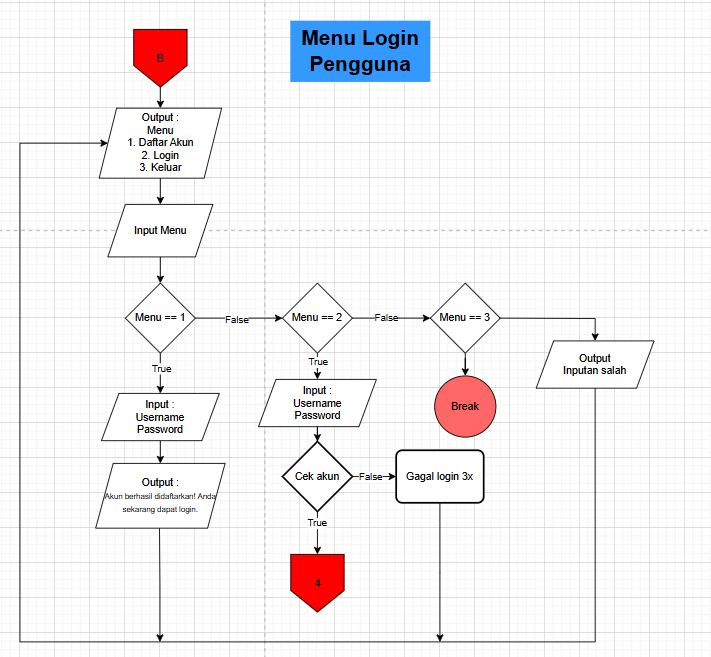 Menu Login
Pengguna
B
Output :
Menu
1. Daftar Akun
2. Login
3. Keluar
Input Menu
Menu == 1
False
Menu == 2
False
Menu == 3
True
True
Output
Inputan salah
Input :
Username
Password
Input :
Username
Password
Break
Output :
Akun berhasil didaftarkan! Anda
sekarang dapat login.
Cek akun
False
Gagal login 3x
True
4